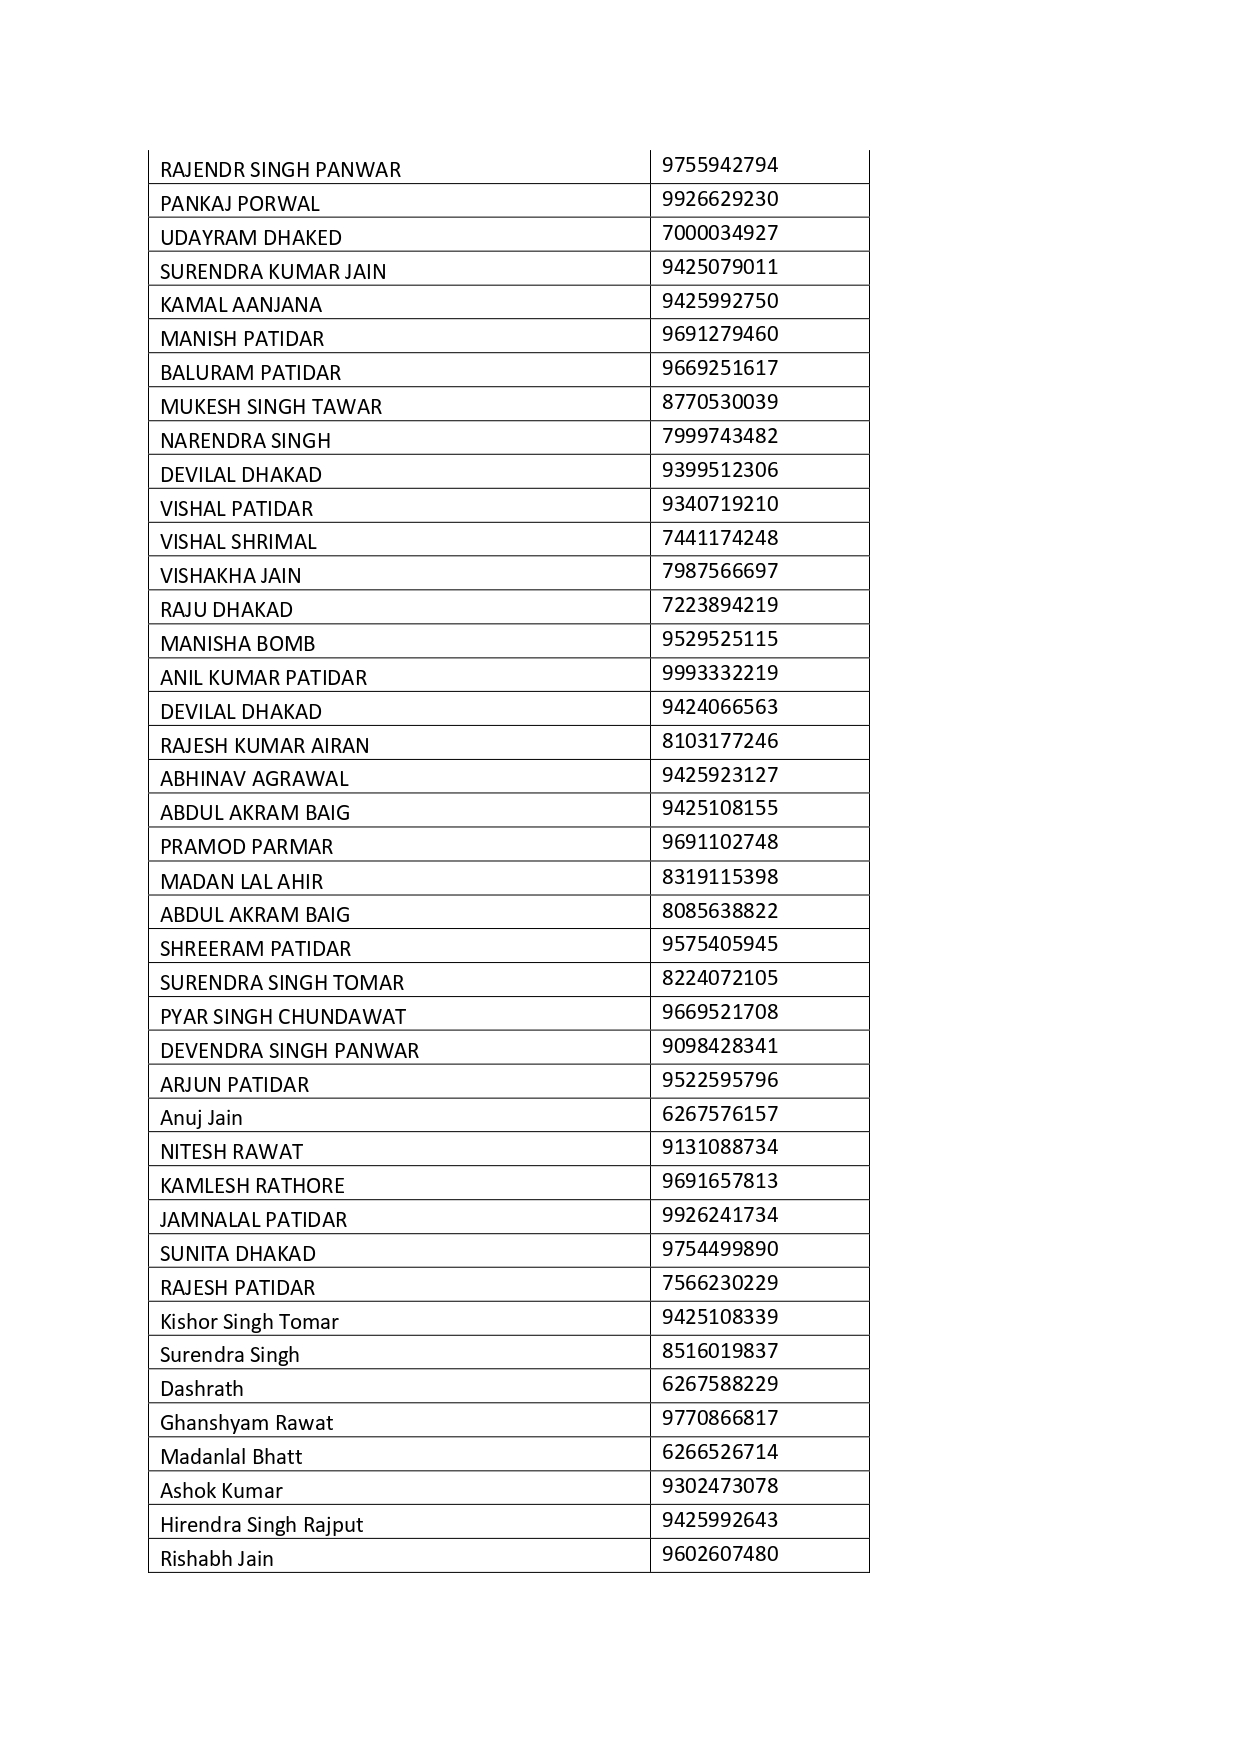 RAJENDR SINGH PANWAR 9755942794
PANKAJ PORWAL 9926629230
UDAYRAM DHAKED 7000034927
SURENDRA KUMAR JAIN 9425079011
KAMAL AANJANA 9425992750
MANISH PATIDAR 9691279460
BALURAM PATIDAR 9669251617
MUKESH SINGH TAWAR 8770530039
NARENDRA SINGH 7999743482
DEVILAL DHAKAD 9399512306
VISHAL PATIDAR 9340719210
VISHAL SHRIMAL 7441174248
VISHAKHA JAIN 7987566697
RAJU DHAKAD 7223894219
MANISHA BOMB 9529525115
ANIL KUMAR PATIDAR 9993332219
DEVILAL DHAKAD 9424066563
RAJESH KUMAR AIRAN 8103177246
ABHINAV AGRAWAL 9425923127
ABDUL AKRAM BAIG 9425108155
PRAMOD PARMAR 9691102748
MADAN LAL AHIR 8319115398
ABDUL AKRAM BAIG 8085638822
SHREERAM PATIDAR 9575405945
SURENDRA SINGH TOMAR 8224072105
PYAR SINGH CHUNDAWAT 9669521708
DEVENDRA SINGH PANWAR 9098428341
ARJUN PATIDAR 9522595796
Anuj Jain 6267576157
NITESH RAWAT 9131088734
KAMLESH RATHORE 9691657813
JAMNALAL PATIDAR 9926241734
SUNITA DHAKAD 9754499890
RAJESH PATIDAR 7566230229
Kishor Singh Tomar 9425108339
Surendra Singh 8516019837
Dashrath 6267588229
Ghanshyam Rawat 9770866817
Madanlal Bhatt 6266526714
Ashok Kumar 9302473078
Hirendra Singh Rajput 9425992643
Rishabh Jain 9602607480